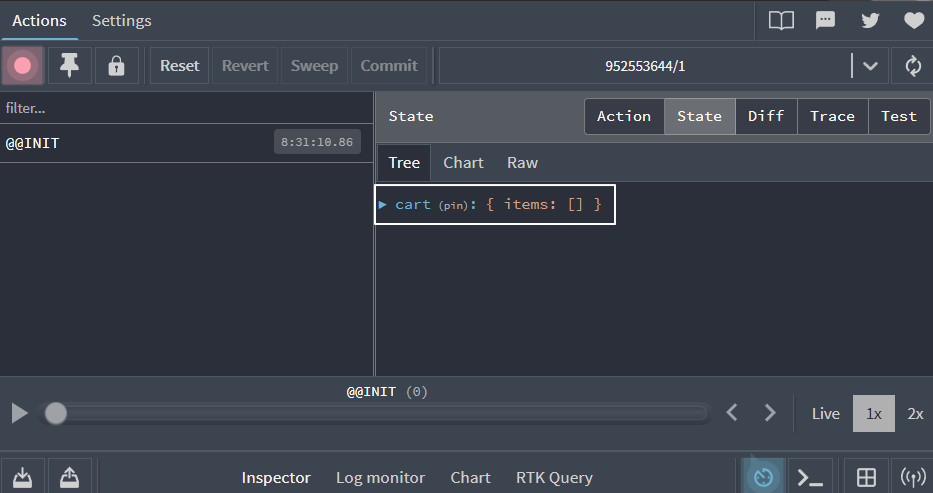 Actions Settings
Reset Revert Sweep Commit 952553644/1
filter... State Action State Diff Trace Test
@@INIT 8:31:10.86
Tree Chart Raw
▶ cart (pin): { items: [] }
@@INIT (0)
Live 1x 2x
Inspector Log monitor Chart RTK Query